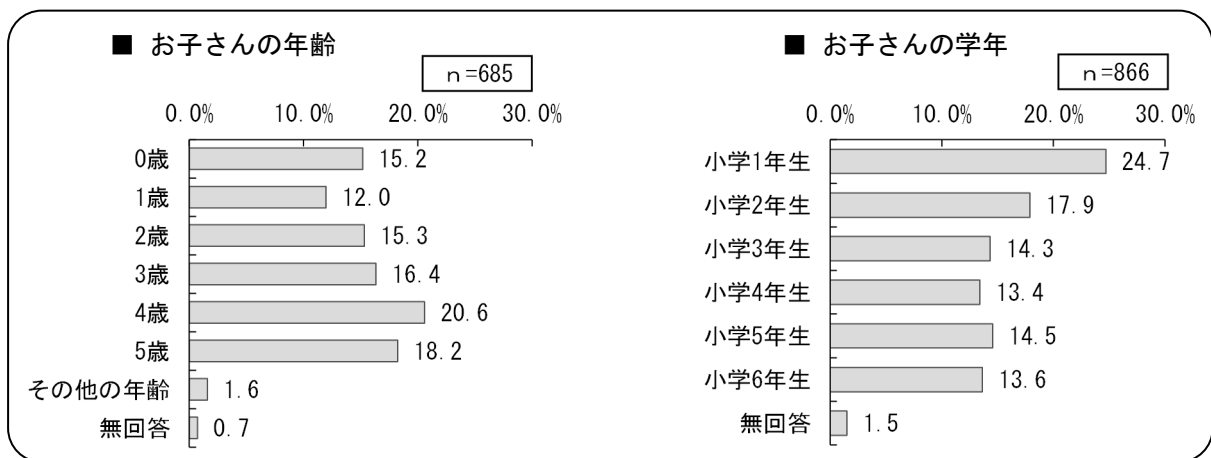 ■ お子さんの年齢
n=685
0.0% 10.0% 20.0% 30.0%
0歳 15.2
1歳 12.0
2歳 15.3
3歳 16.4
4歳 20.6
5歳 18.2
その他の年齢 1.6
無回答 0.7
■ お子さんの学年
n=866
0.0% 10.0% 20.0% 30.0%
小学1年生 24.7
小学2年生 17.9
小学3年生 14.3
小学4年生 13.4
小学5年生 14.5
小学6年生 13.6
無回答 1.5